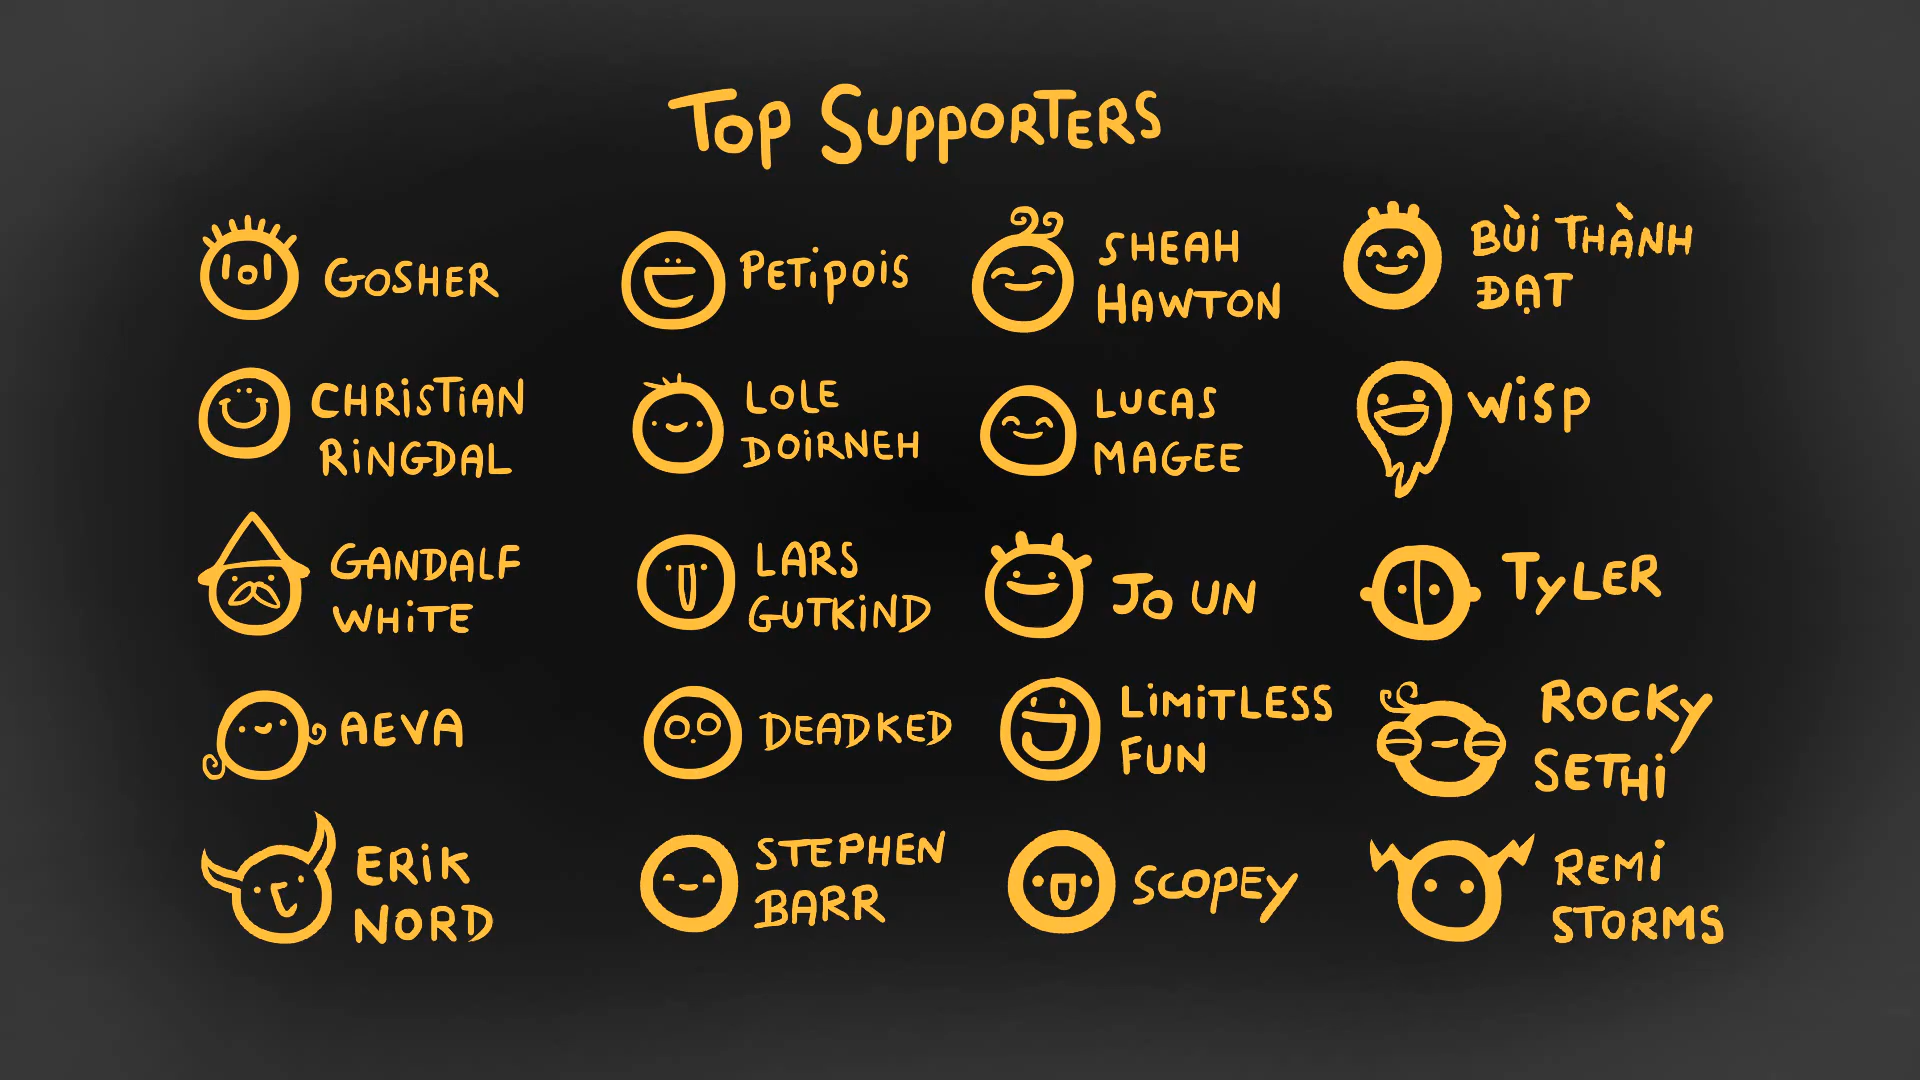 TOP SUPPORTERS
lol
GOSHER
PETIPOIS
SHEAH
HAWTON
BÙI THÀNH
ĐẠT
CHRISTIAN
RINGDAL
LOLE
DOIRNEH
LUCAS
MAGEE
WISP
GANDALF
WHITE
LARS
GUTKIND
JO UN
TYLER
AEVA
DEADKED
LIMITLESS
FUN
ROCKY
SETHI
ERIK
NORD
STEPHEN
BARR
SCOPEY
REMI
STORMS